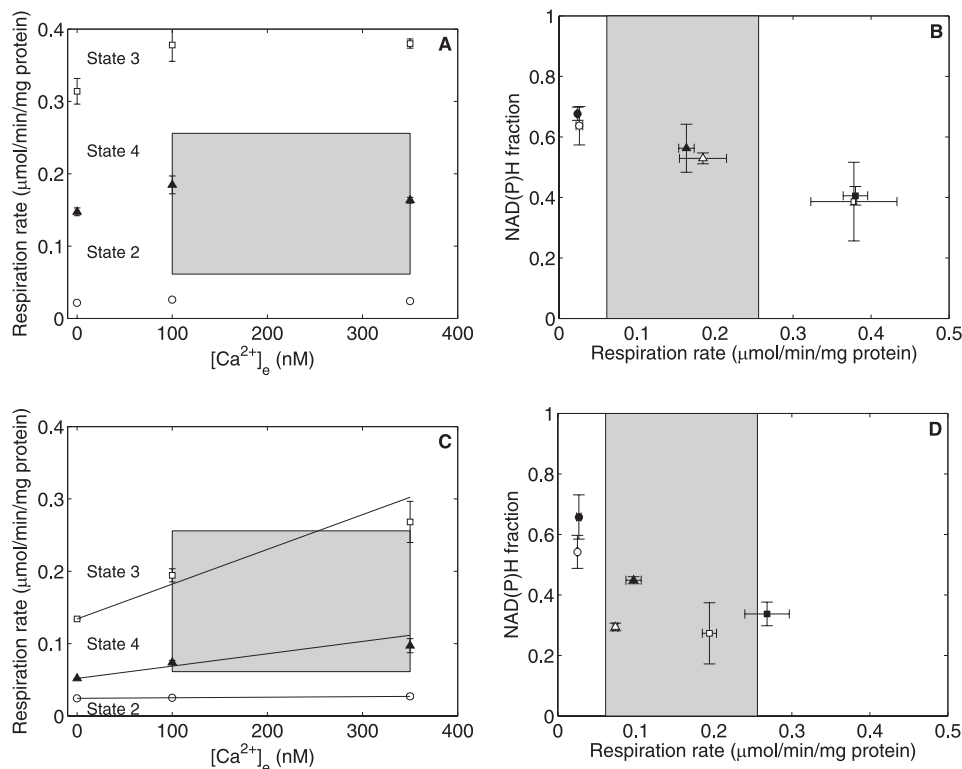 A
Respiration rate (μmol/min/mg protein)
0.4
0.3
0.2
0.1
0
State 3
State 4
State 2
0 100 200 300 400
[Ca2+]e (nM)
B
NAD(P)H fraction
1
0.8
0.6
0.4
0.2
0
0 0.1 0.2 0.3 0.4 0.5
Respiration rate (μmol/min/mg protein)
C
Respiration rate (μmol/min/mg protein)
0.4
0.3
0.2
0.1
0
State 3
State 4
State 2
0 100 200 300 400
[Ca2+]e (nM)
D
NAD(P)H fraction
1
0.8
0.6
0.4
0.2
0
0 0.1 0.2 0.3 0.4 0.5
Respiration rate (μmol/min/mg protein)